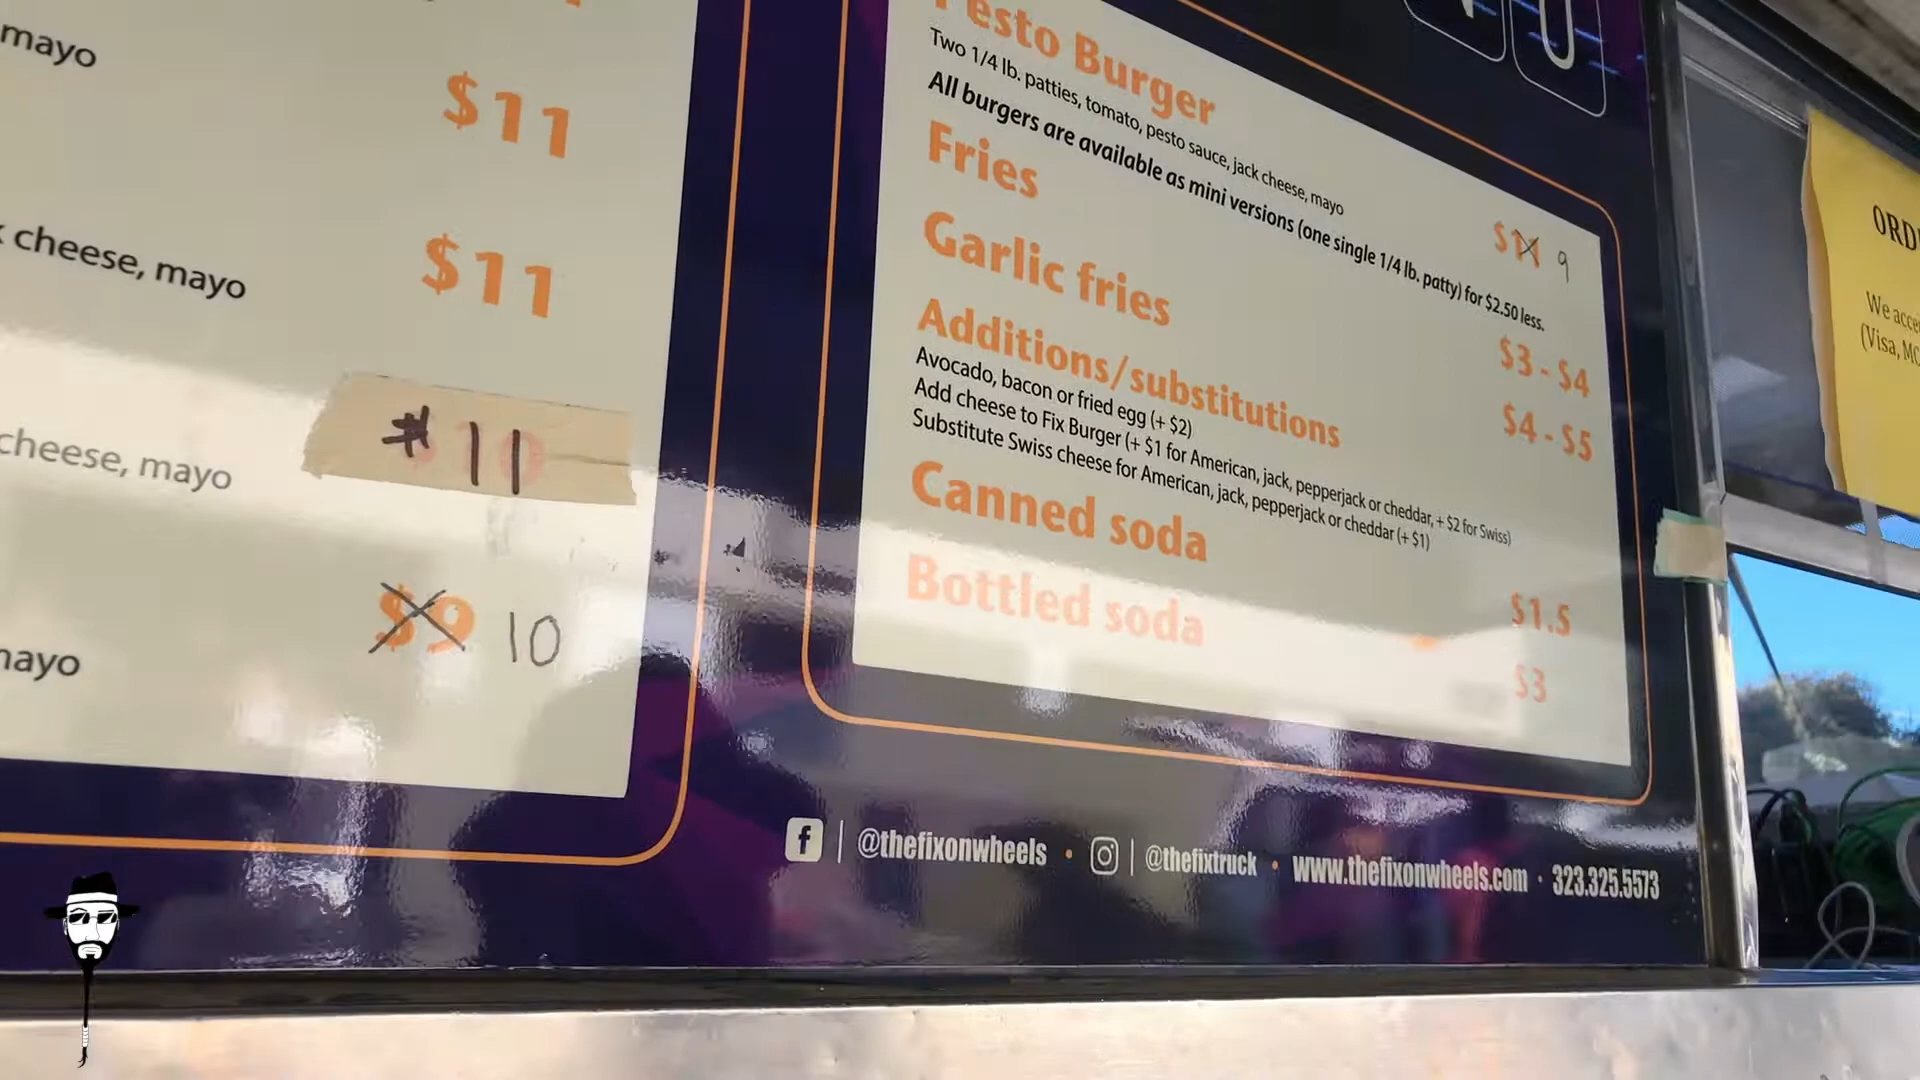 mayo
$11
cheese, mayo
$11
cheese, mayo
$11
mayo
$9 10
Pesto Burger
Two 1/4 lb. patties, tomato, pesto sauce, jack cheese, mayo
$11 9
All burgers are available as mini versions (one single 1/4 lb. patty) for $2.50 less.
Fries
$3 - $4
Garlic fries
$4 - $5
Additions/substitutions
Avocado, bacon or fried egg (+ $2)
Add cheese to Fix Burger (+ $1 for American, jack, pepperjack or cheddar, + $2 for Swiss)
Substitute Swiss cheese for American, jack, pepperjack or cheddar (+ $1)
Canned soda
$1.5
Bottled soda
$3
@thefixonwheels • @thefixtruck • www.thefixonwheels.com • 323.325.5573
We
(Visa,